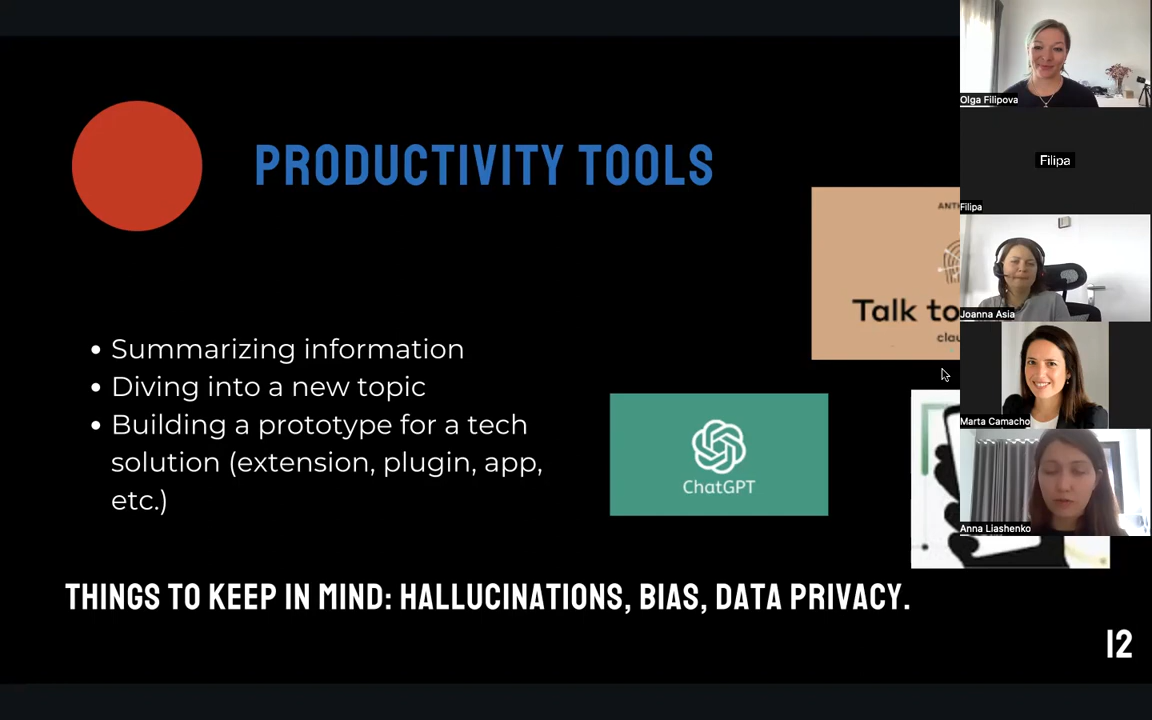 PRODUCTIVITY TOOLS
Talk to
• Summarizing information
• Diving into a new topic
• Building a prototype for a tech
solution (extension, plugin, app,
etc.)
ChatGPT
THINGS TO KEEP IN MIND: HALLUCINATIONS, BIAS, DATA PRIVACY.
12
Olga Filipova
Filipa
Filipa
Joanna Asia
Marta Camacho
Anna Liashenko